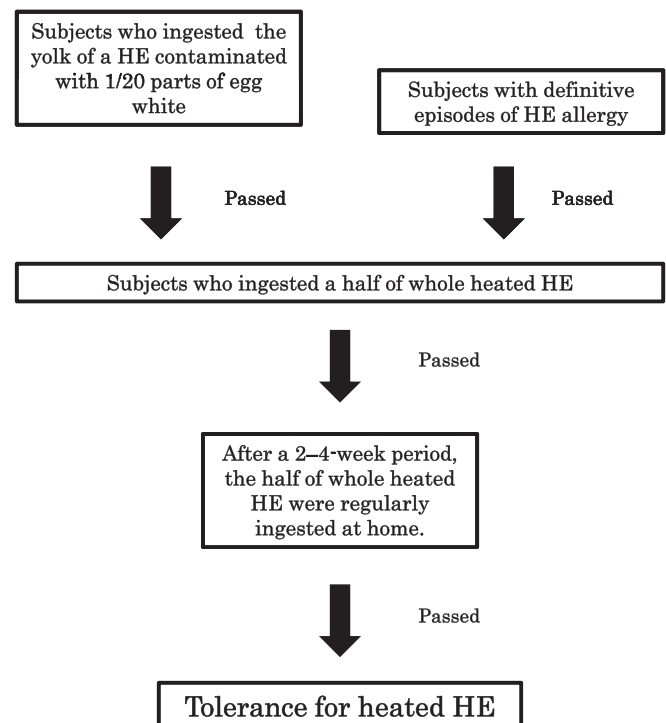 Subjects who ingested the
yolk of a HE contaminated
with 1/20 parts of egg
white
Subjects with definitive
episodes of HE allergy
Passed
Passed
Subjects who ingested a half of whole heated HE
Passed
After a 2–4-week period,
the half of whole heated
HE were regularly
ingested at home.
Passed
Tolerance for heated HE